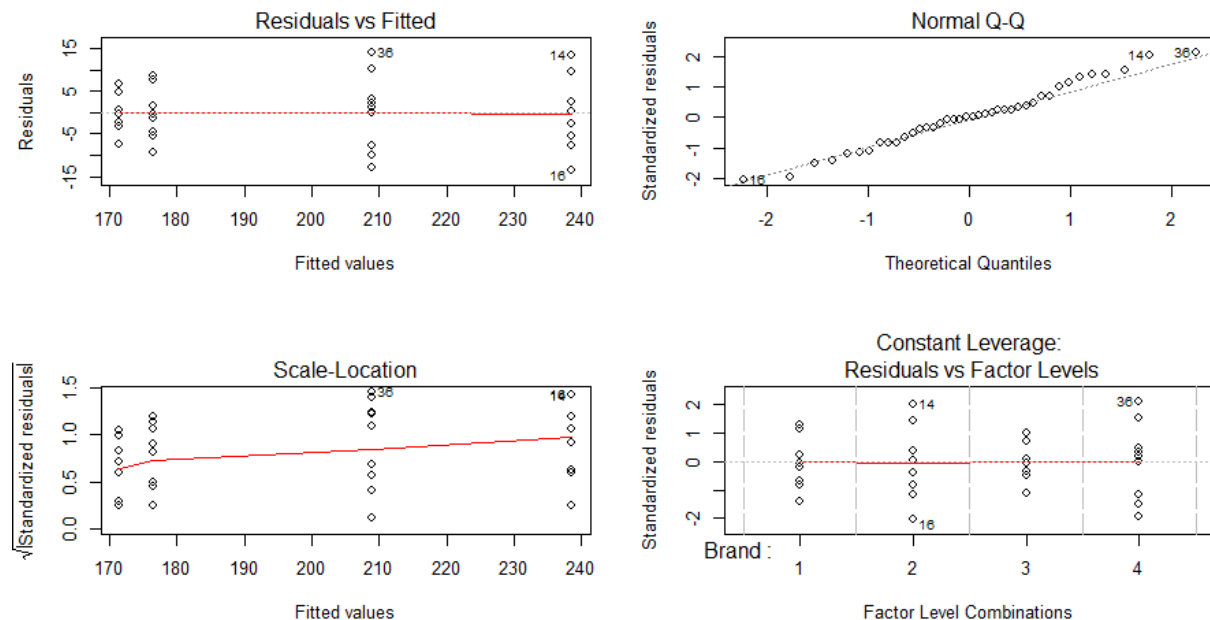 Residuals vs Fitted
Residuals
15
5
-5
-15
36
14
16
170 180 190 200 210 220 230 240
Fitted values
Normal Q-Q
Standardized residuals
2
1
0
-1
-2
14
36
16
-2 -1 0 1 2
Theoretical Quantiles
Scale-Location
√|Standardized residuals|
1.5
1.0
0.5
0.0
36
16
14
170 180 190 200 210 220 230 240
Fitted values
Constant Leverage:
Residuals vs Factor Levels
Standardized residuals
2
1
0
-2
14
36
16
Brand :
1 2 3 4
Factor Level Combinations